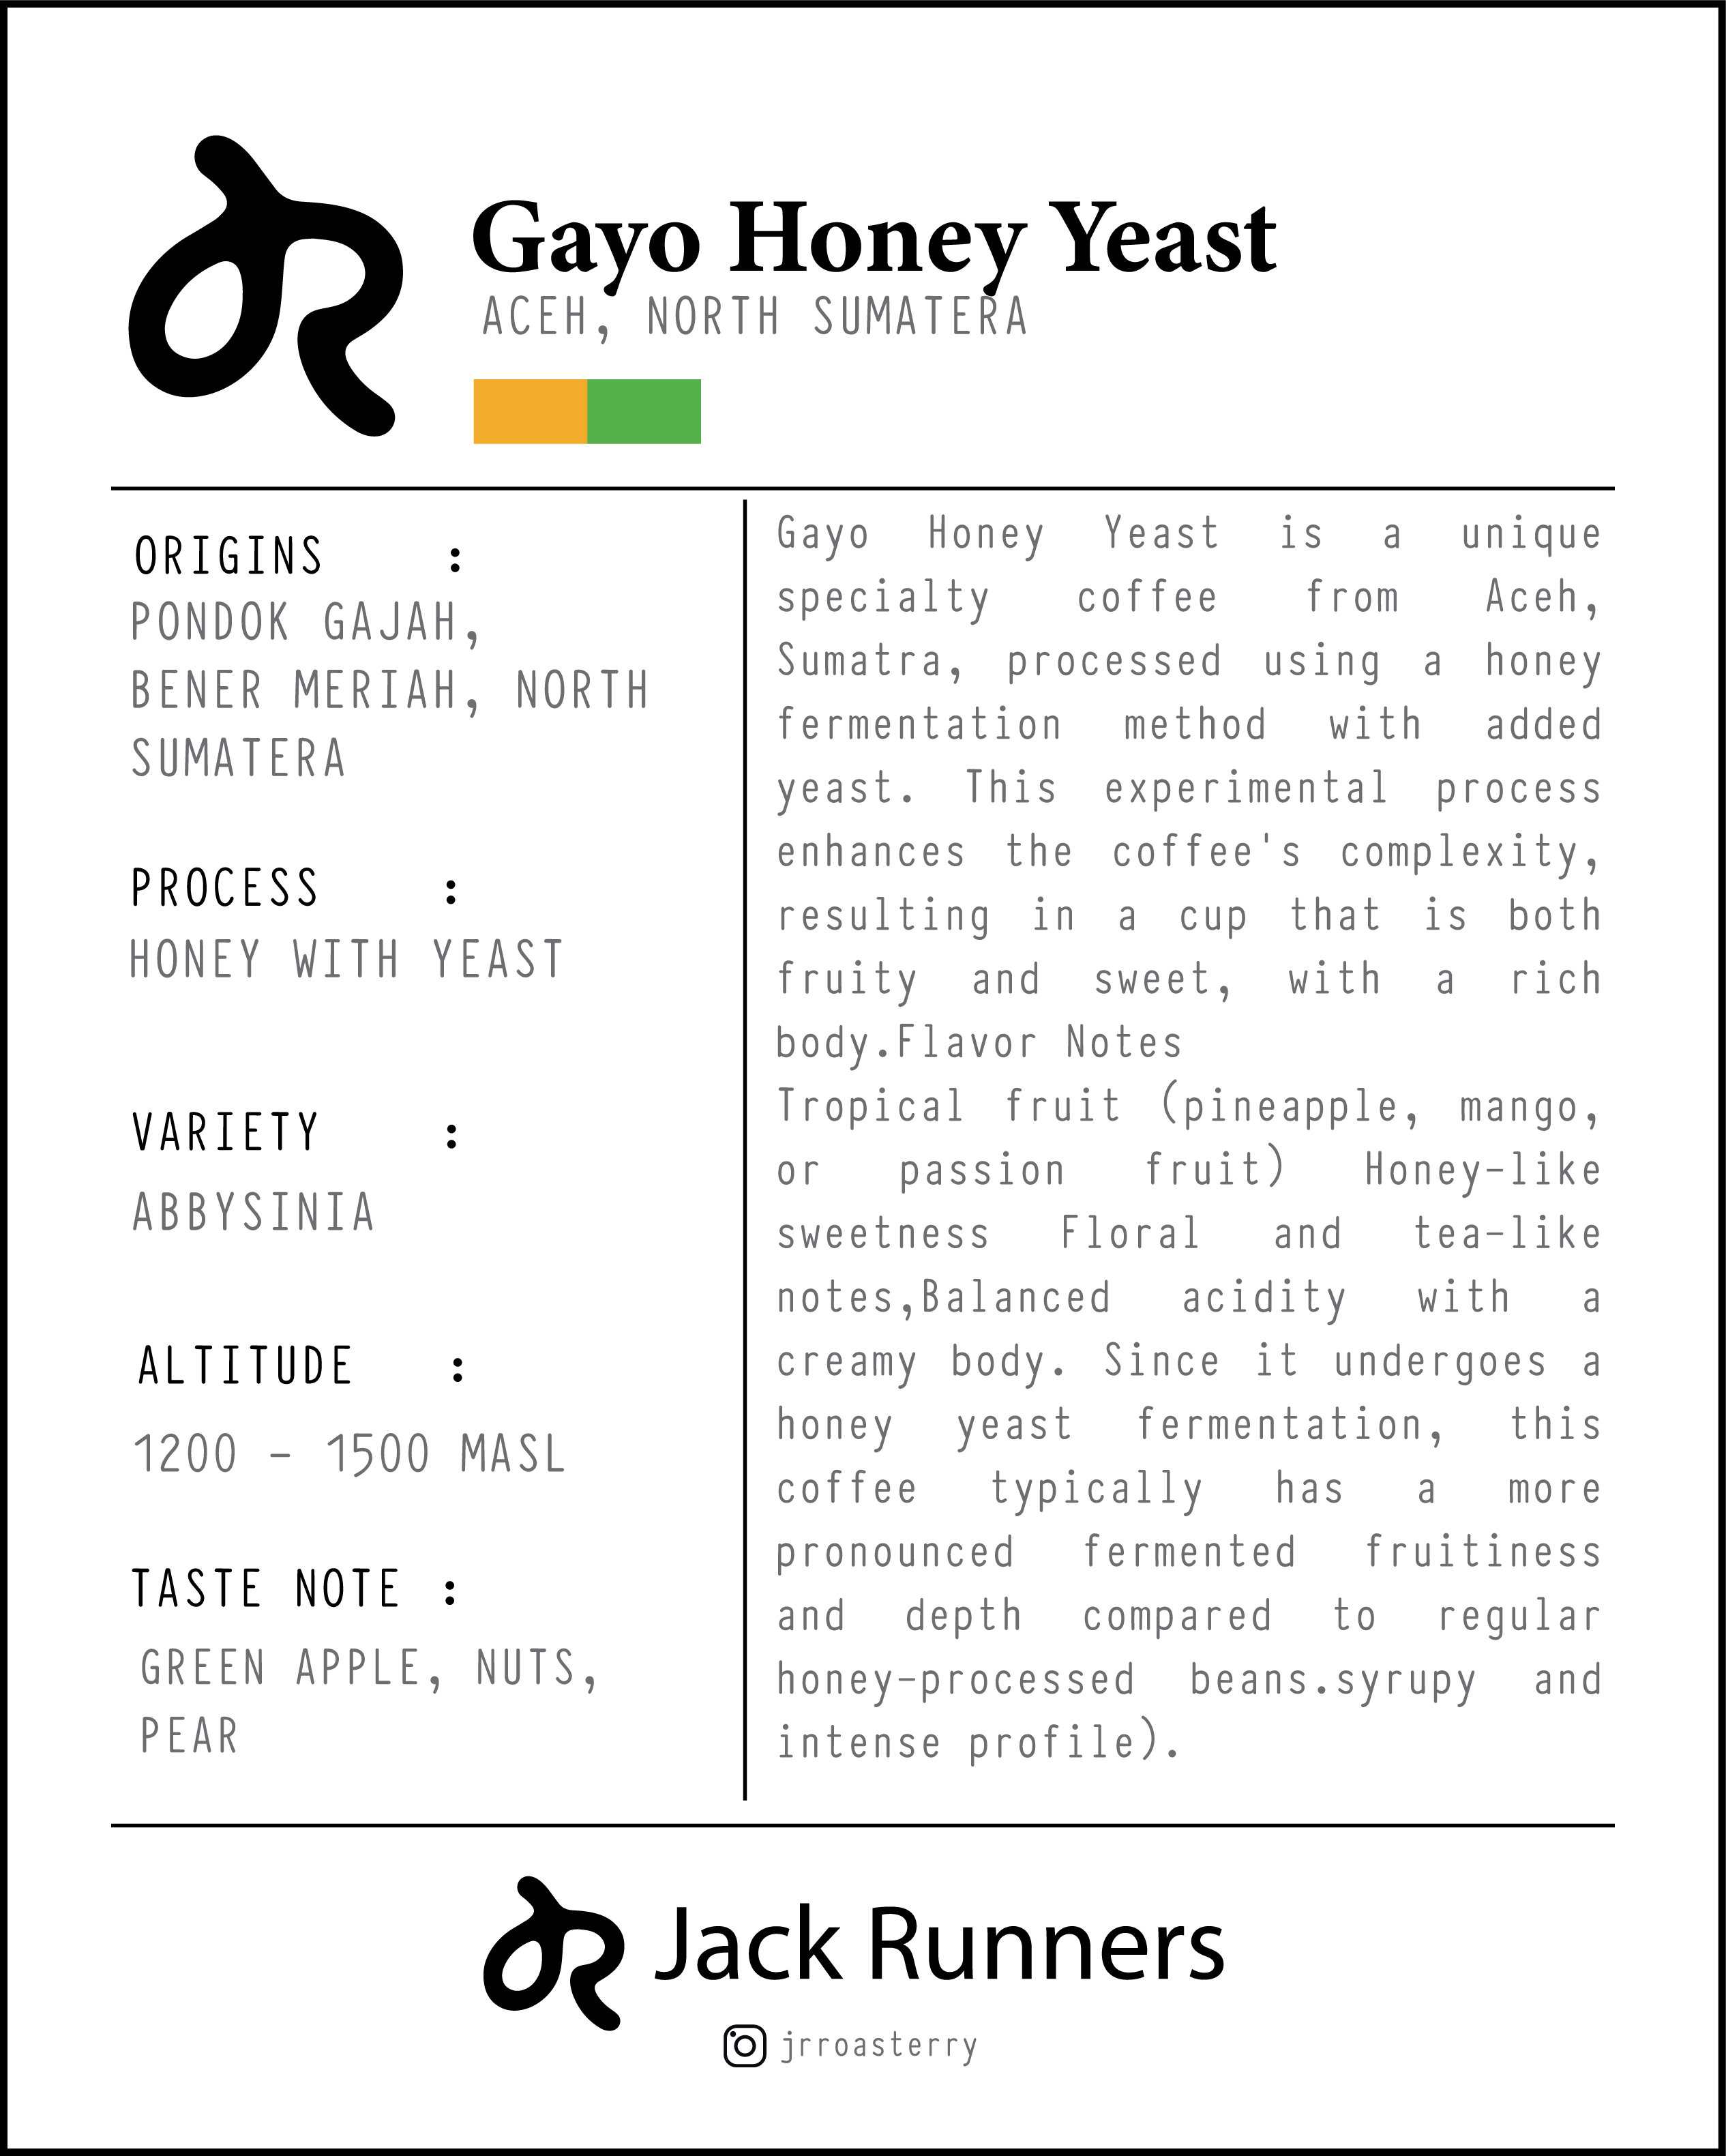 Gayo Honey Yeast
ACEH, NORTH SUMATERA
ORIGINS :
PONDOK GAJAH,
BENER MERIAH, NORTH
SUMATERA
PROCESS :
HONEY WITH YEAST
VARIETY :
ABBYSINIA
ALTITUDE :
1200 - 1500 MASL
TASTE NOTE :
GREEN APPLE, NUTS,
PEAR
Gayo Honey Yeast is a unique
specialty coffee from Aceh,
Sumatra, processed using a honey
fermentation method with added
yeast. This experimental process
enhances the coffee's complexity,
resulting in a cup that is both
fruity and sweet, with a rich
body.Flavor Notes
Tropical fruit (pineapple, mango,
or passion fruit) Honey-like
sweetness Floral and tea-like
notes,Balanced acidity with a
creamy body. Since it undergoes a
honey yeast fermentation, this
coffee typically has a more
pronounced fermented fruitiness
and depth compared to regular
honey-processed beans.syrupy and
intense profile).
Jack Runners
jrroasterry